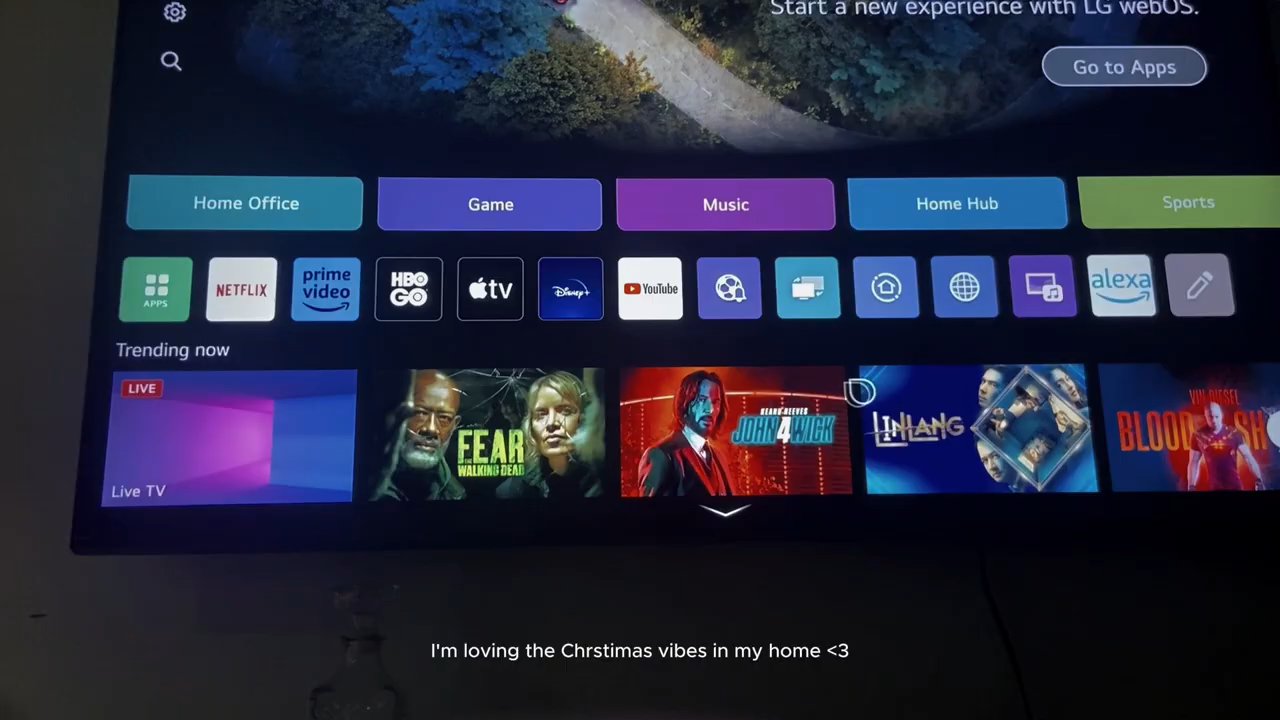 Start a new experience with LG webOS.
Go to Apps
Home Office
Game
Music
Home Hub
Sports
APPS
NETFLIX
prime video
HBO GO
tv
Disney+
YouTube
alexa
Trending now
LIVE
Live TV
FEAR
THE WALKING DEAD
KEANU REEVES
JOHN WICK 4
LINLANG
VIN DIESEL
I'm loving the Chrstimas vibes in my home <3